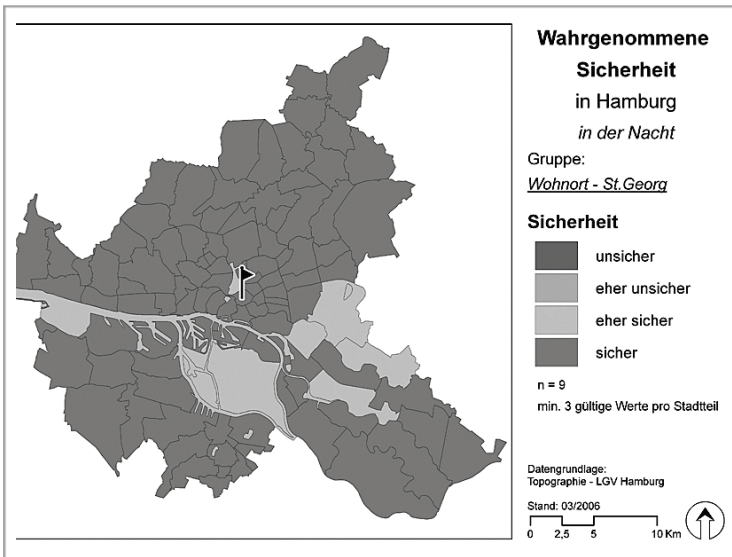 Wahrgenommene
Sicherheit
in Hamburg
in der Nacht
Gruppe:
Wohnort - St.Georg
Sicherheit
unsicher
eher unsicher
eher sicher
sicher
n = 9
min. 3 gültige Werte pro Stadtteil
Datengrundlage:
Topographie - LGV Hamburg
Stand: 03/2006
0 2,5 5 10 Km